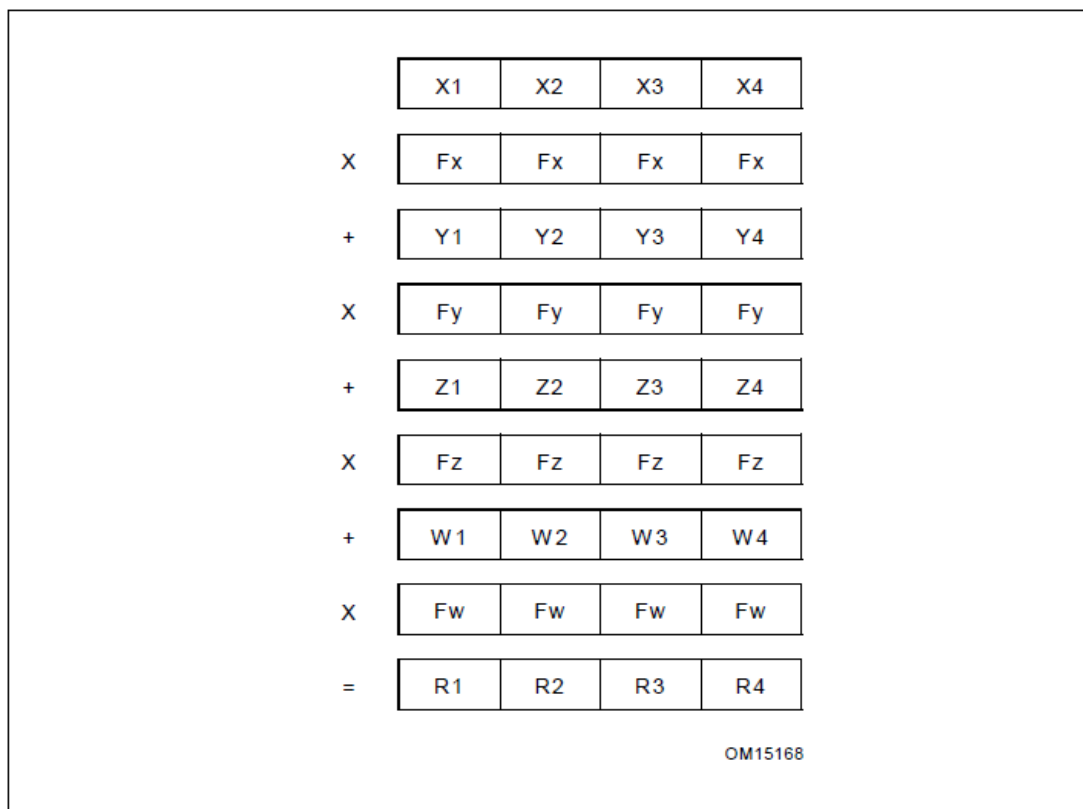 X1 X2 X3 X4
X Fx Fx Fx Fx
+ Y1 Y2 Y3 Y4
X Fy Fy Fy Fy
+ Z1 Z2 Z3 Z4
X Fz Fz Fz Fz
+ W1 W2 W3 W4
X Fw Fw Fw Fw
= R1 R2 R3 R4
OM15168